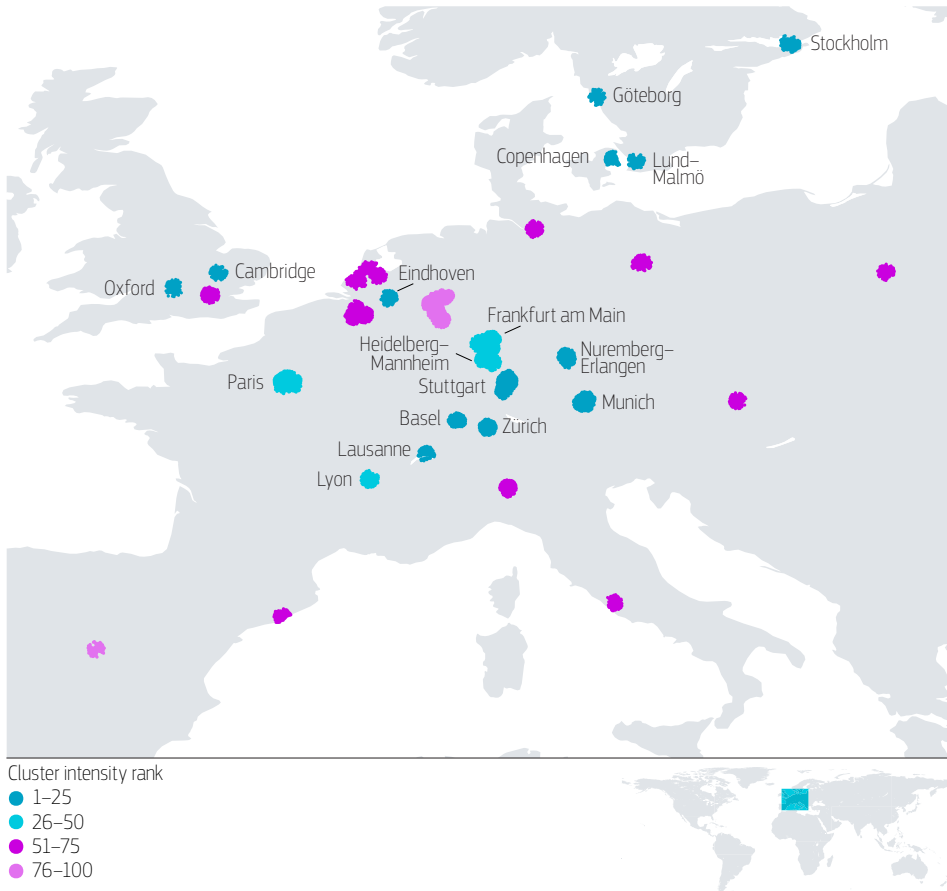 Stockholm
Göteborg
Copenhagen
Lund–
Malmö
Cambridge
Oxford
Eindhoven
Frankfurt am Main
Heidelberg–
Mannheim
Nuremberg–
Erlangen
Paris
Stuttgart
Munich
Basel
Zürich
Lausanne
Lyon
Cluster intensity rank
1–25
26–50
51–75
76–100